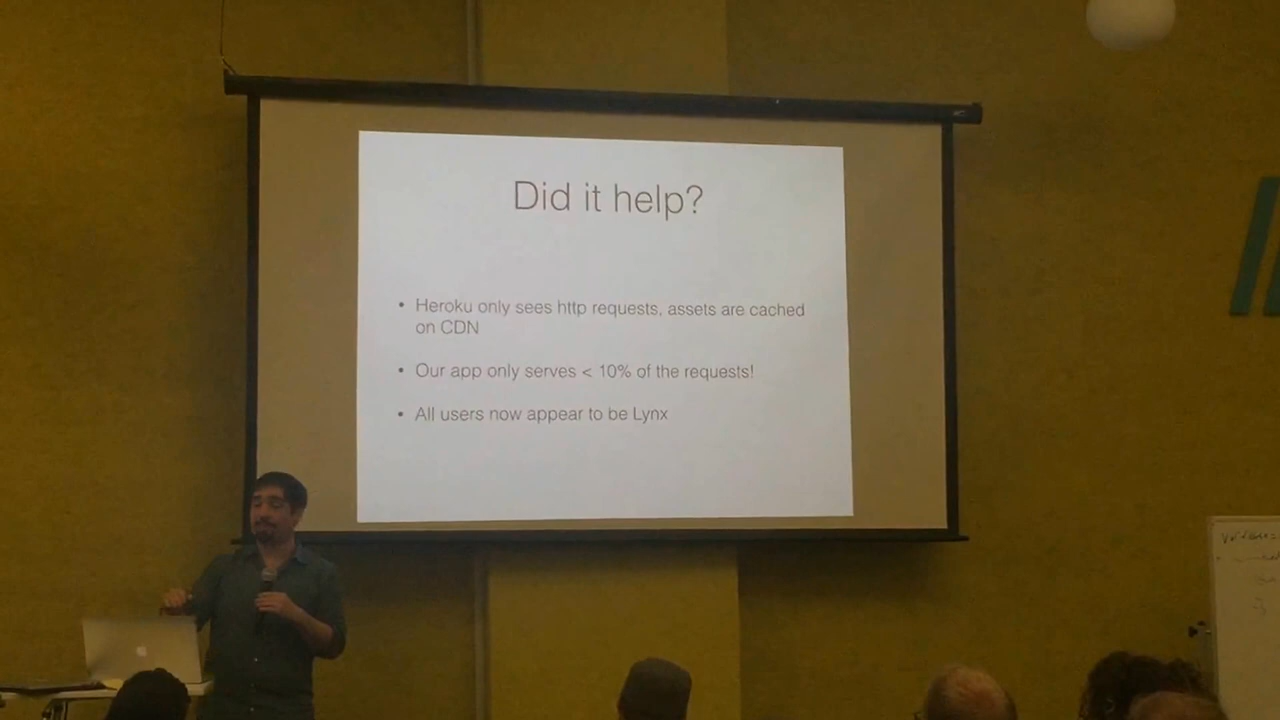 Did it help?
• Heroku only sees http requests, assets are cached
on CDN
• Our app only serves < 10% of the requests!
• All users now appear to be Lynx